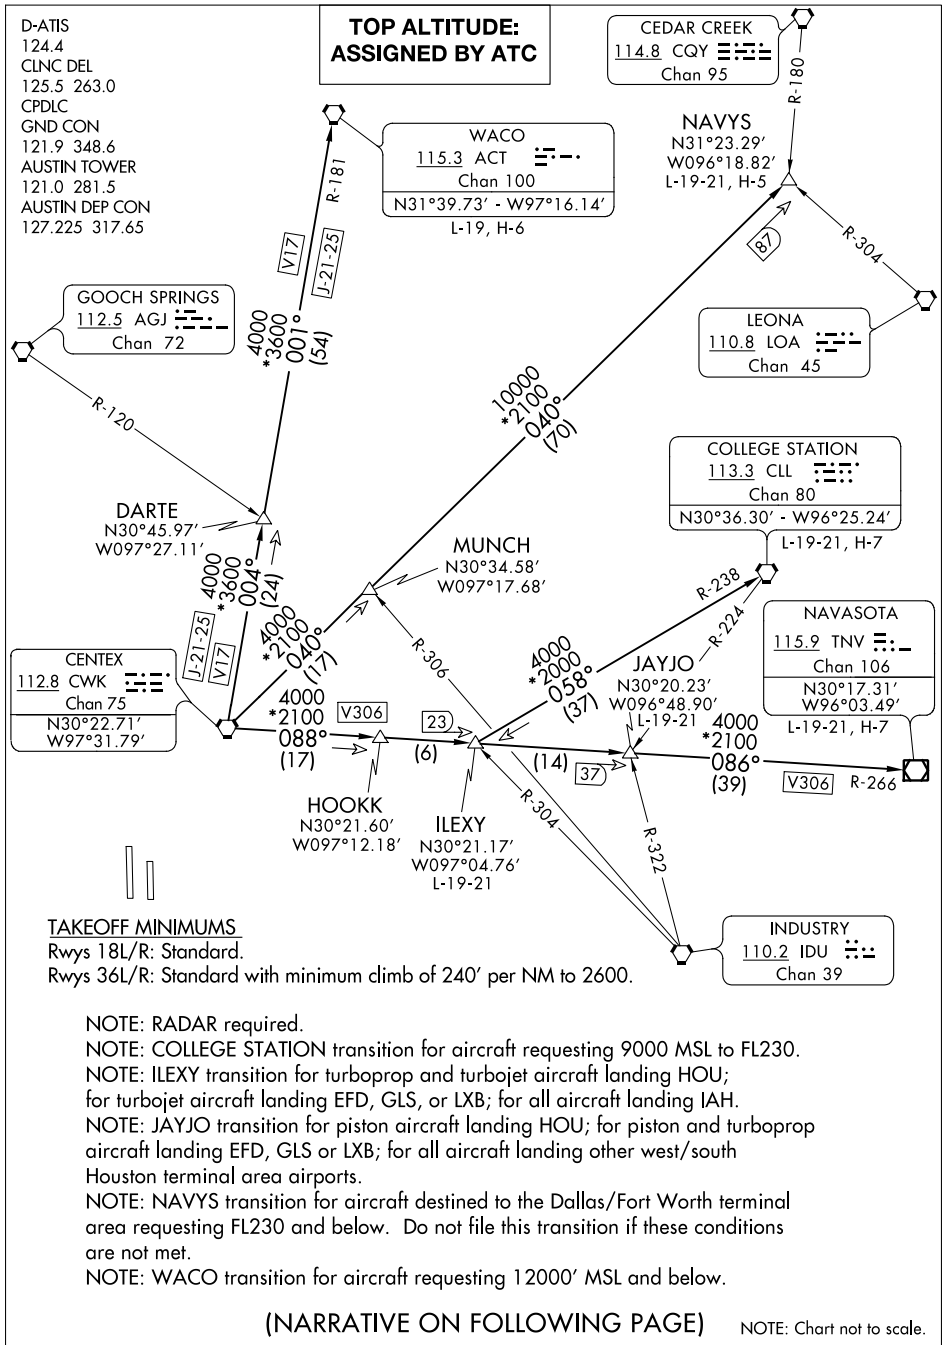 D-ATIS
124.4
CLNC DEL
125.5 263.0
CPDLC
GND CON
121.9 348.6
AUSTIN TOWER
121.0 281.5
AUSTIN DEP CON
127.225 317.65
TOP ALTITUDE:
ASSIGNED BY ATC
CEDAR CREEK
114.8 CQY
Chan 95
R-180
NAVYS
N31°23.29'
W096°18.82'
L-19-21, H-5
WACO
115.3 ACT
Chan 100
N31°39.73' - W97°16.14'
L-19, H-6
R-181
V17
J-21-25
87
R-304
GOOCH SPRINGS
112.5 AGJ
Chan 72
4000
*3600
001°
(54)
LEONA
110.8 LOA
Chan 45
R-120
10000
*2100
040°
(70)
COLLEGE STATION
113.3 CLL
Chan 80
N30°36.30' - W96°25.24'
L-19-21, H-7
DARTE
N30°45.97'
W097°27.11'
MUNCH
N30°34.58'
W097°17.68'
4000
*3600
004°
(24)
J-21-25
V17
4000
*2100
040°
(17)
R-306
R-238
R-224
NAVASOTA
115.9 TNV
Chan 106
N30°17.31'
W96°03.49'
L-19-21, H-7
CENTEX
112.8 CWK
Chan 75
N30°22.71'
W97°31.79'
4000
*2000
058°
(37)
JAYJO
N30°20.23'
W096°48.90'
L-19-21
4000
*2100
088°
(17)
V306
23
(6)
(14)
37
4000
*2100
086°
(39)
V306
R-266
HOOKK
N30°21.60'
W097°12.18'
ILEXY
N30°21.17'
W097°04.76'
L-19-21
R-304
R-322
INDUSTRY
110.2 IDU
Chan 39
TAKEOFF MINIMUMS
Rwys 18L/R: Standard.
Rwys 36L/R: Standard with minimum climb of 240' per NM to 2600.
NOTE: RADAR required.
NOTE: COLLEGE STATION transition for aircraft requesting 9000 MSL to FL230.
NOTE: ILEXY transition for turboprop and turbojet aircraft landing HOU;
for turbojet aircraft landing EFD, GLS, or LXB; for all aircraft landing IAH.
NOTE: JAYJO transition for piston aircraft landing HOU; for piston and turboprop
aircraft landing EFD, GLS or LXB; for all aircraft landing other west/south
Houston terminal area airports.
NOTE: NAVYS transition for aircraft destined to the Dallas/Fort Worth terminal
area requesting FL230 and below. Do not file this transition if these conditions
are not met.
NOTE: WACO transition for aircraft requesting 12000' MSL and below.
(NARRATIVE ON FOLLOWING PAGE)
NOTE: Chart not to scale.